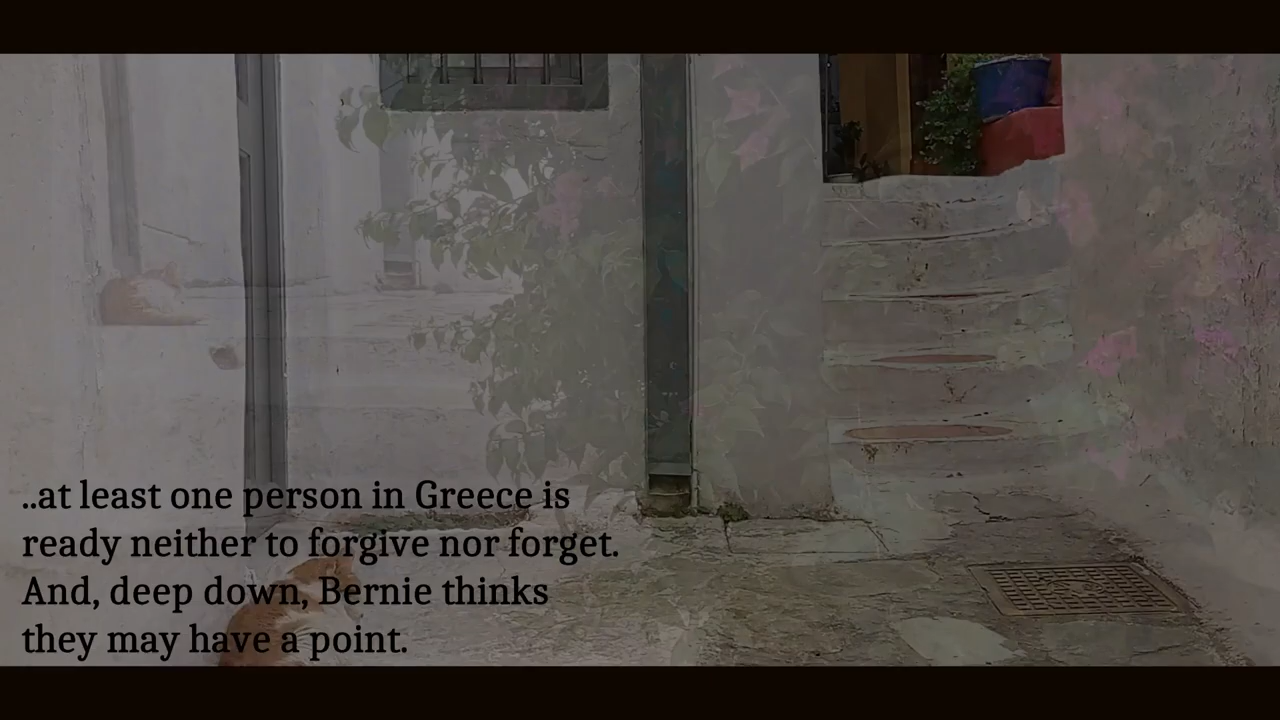 ..at least one person in Greece is
ready neither to forgive nor forget.
And, deep down, Bernie thinks
they may have a point.